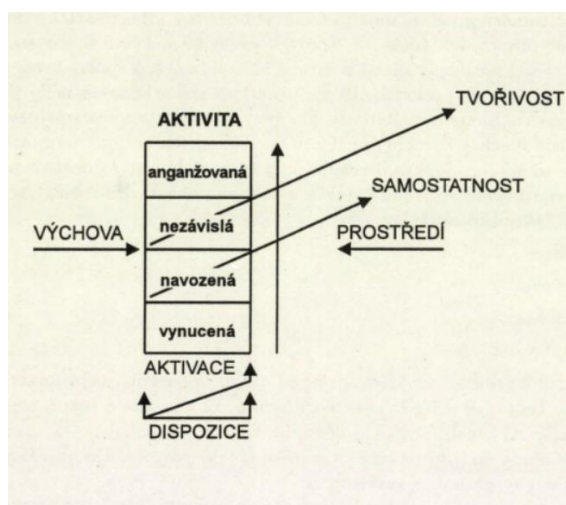 TVOŘIVOST
AKTIVITA
anganžovaná
SAMOSTATNOST
nezávislá
VÝCHOVA
PROSTŘEDÍ
navozená
vynucená
AKTIVACE
DISPOZICE